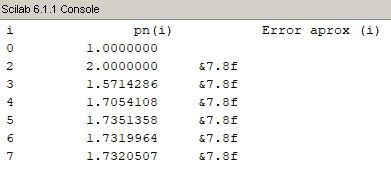 Scilab 6.1.1 Console
i pn(i) Error aprox (i)
0 1.0000000
2 2.0000000 &7.8f
3 1.5714286 &7.8f
4 1.7054108 &7.8f
5 1.7351358 &7.8f
6 1.7319964 &7.8f
7 1.7320507 &7.8f